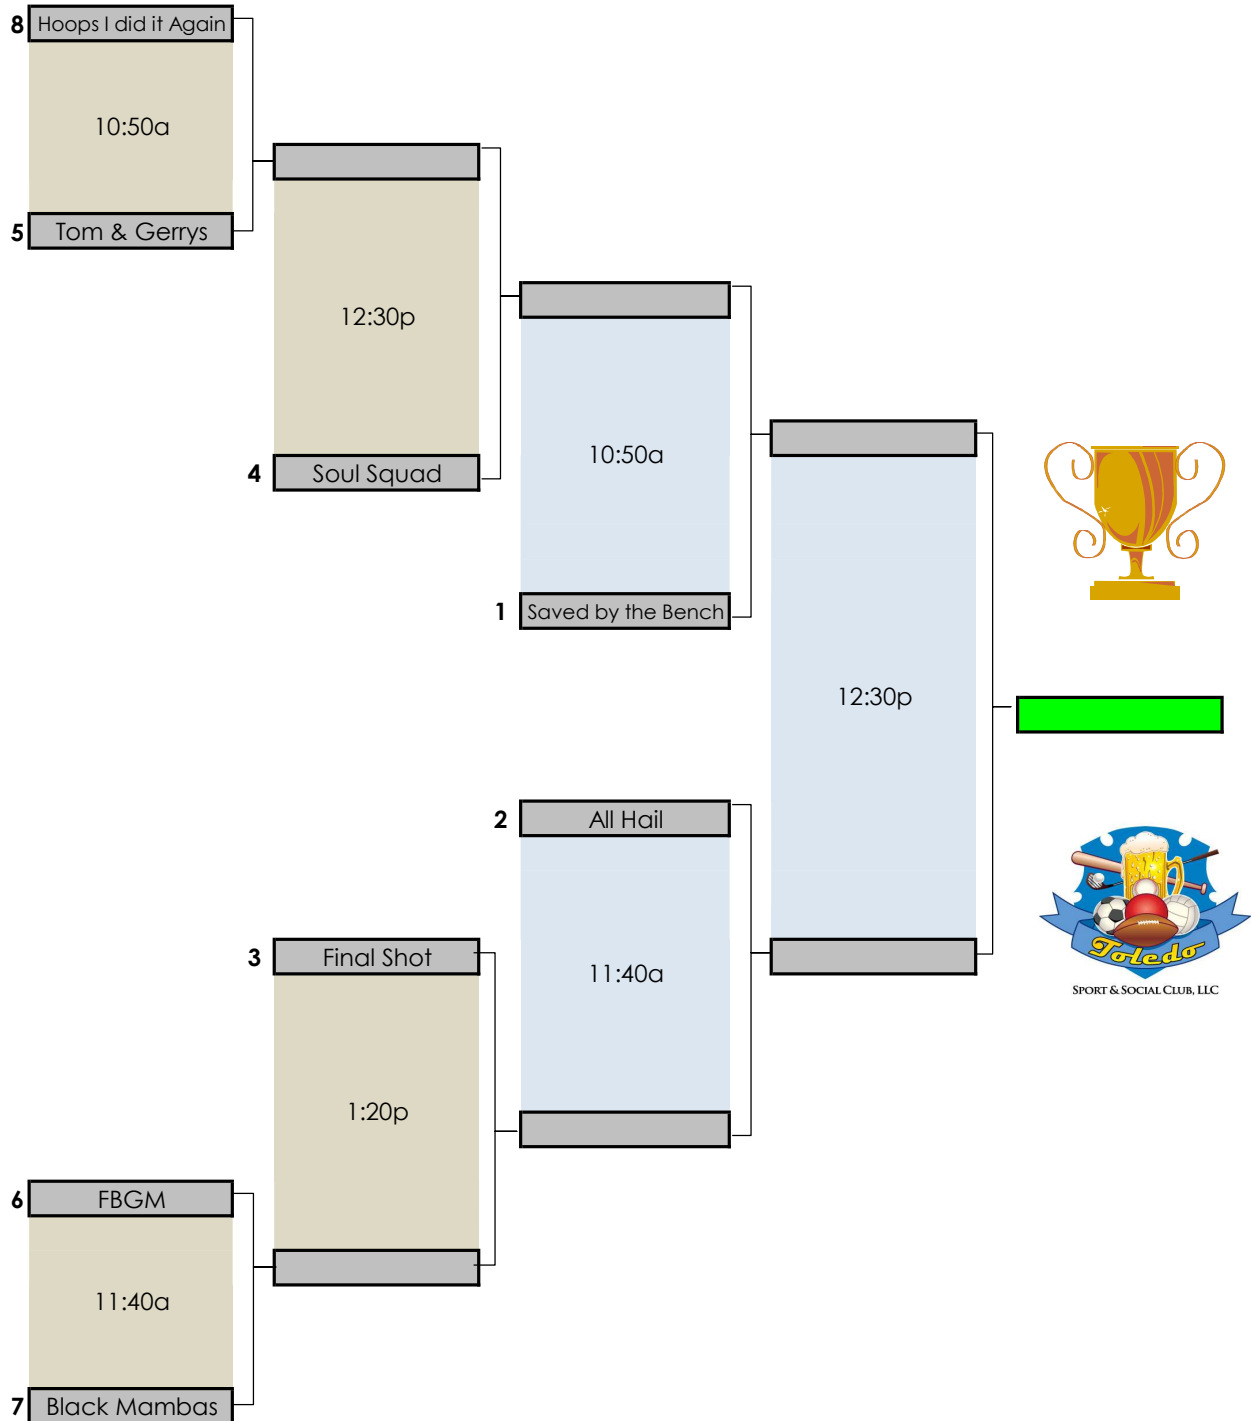 8 Hoops I did it Again
10:50a
5 Tom & Gerrys
12:30p
4 Soul Squad
10:50a
1 Saved by the Bench
12:30p
2 All Hail
11:40a
3 Final Shot
1:20p
6 FBGM
11:40a
7 Black Mambas
Toledo
SPORT & SOCIAL CLUB, LLC